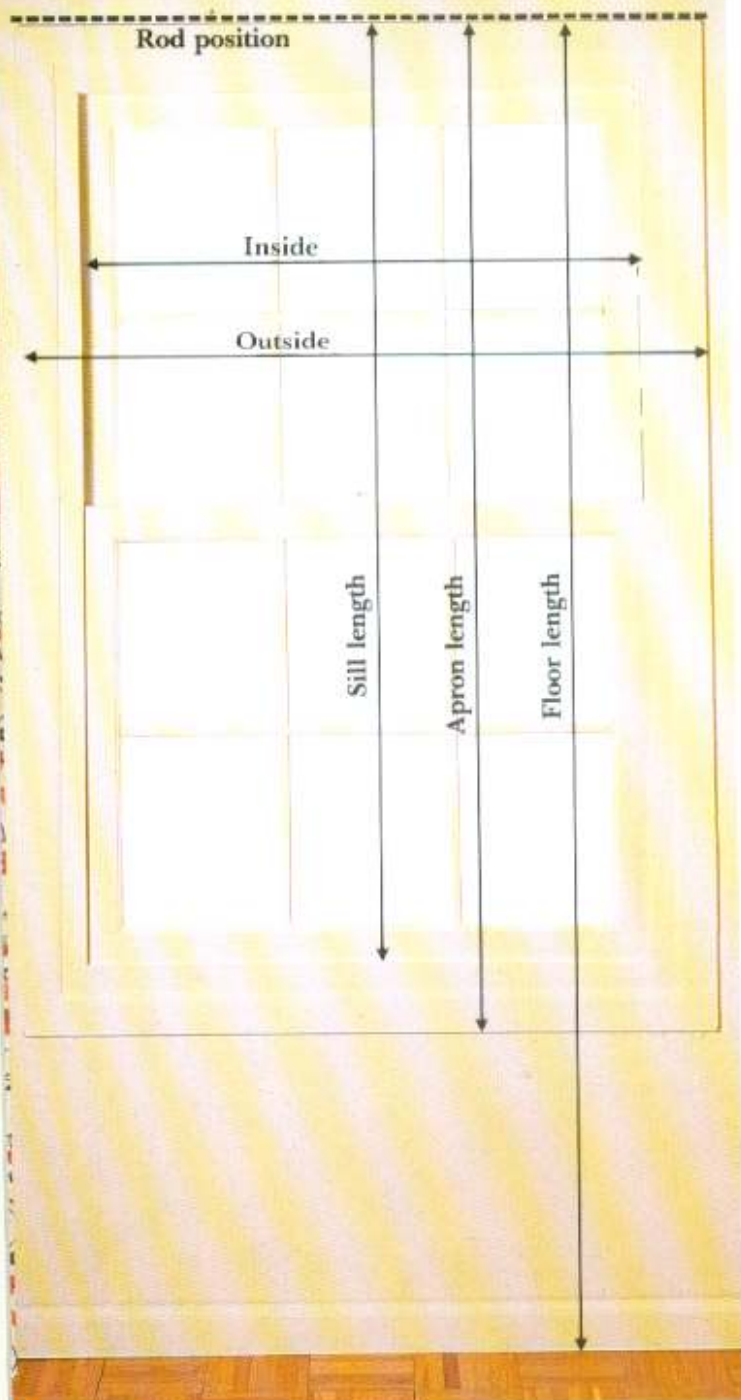 Rod position
Inside
Outside
Sill length
Apron length
Floor length